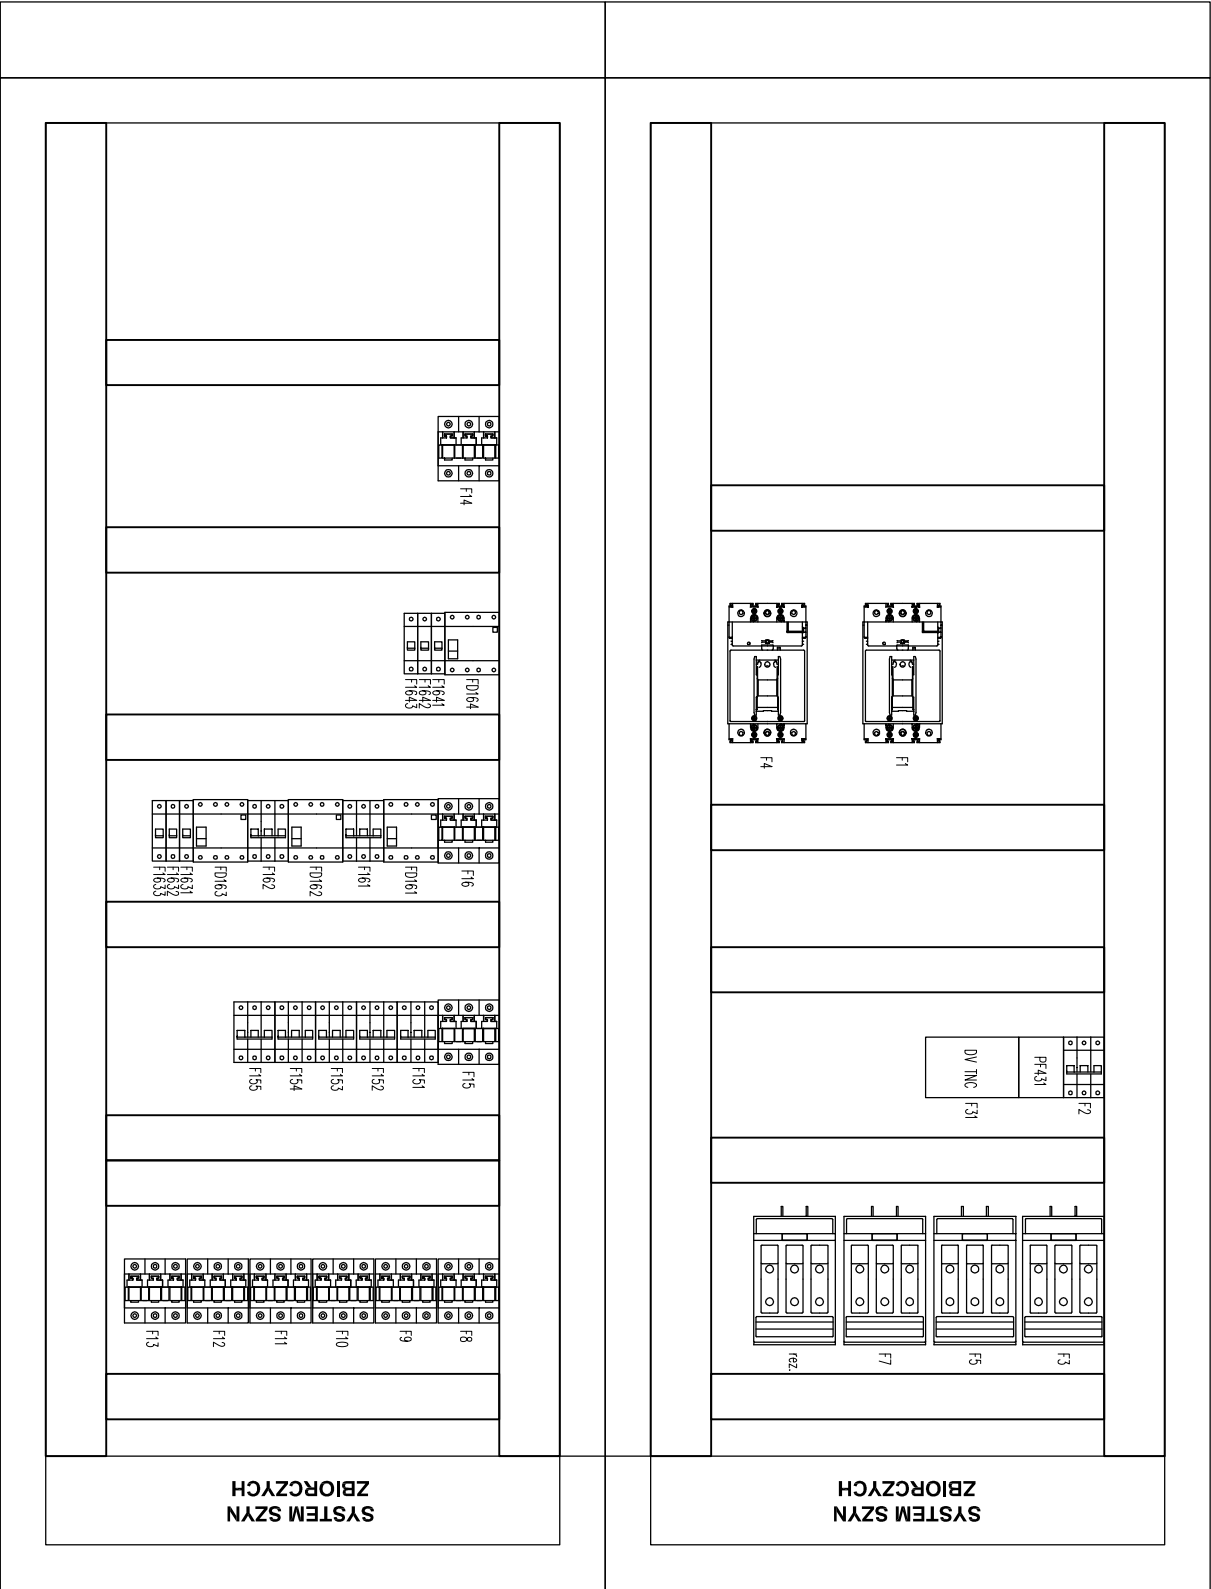 F14
F1643
F1642
F1641
FD164
F4
F1
F1633
F1632
F1631
FD163
F162
FD162
F161
FD161
F16
F155
F154
F153
F152
F151
F15
DV TNC
PF431
F31
F2
F13
F12
F11
F10
F9
F8
rez.
F7
F5
F3
SYSTEM SZYN
ZBIORCZYCH
SYSTEM SZYN
ZBIORCZYCH